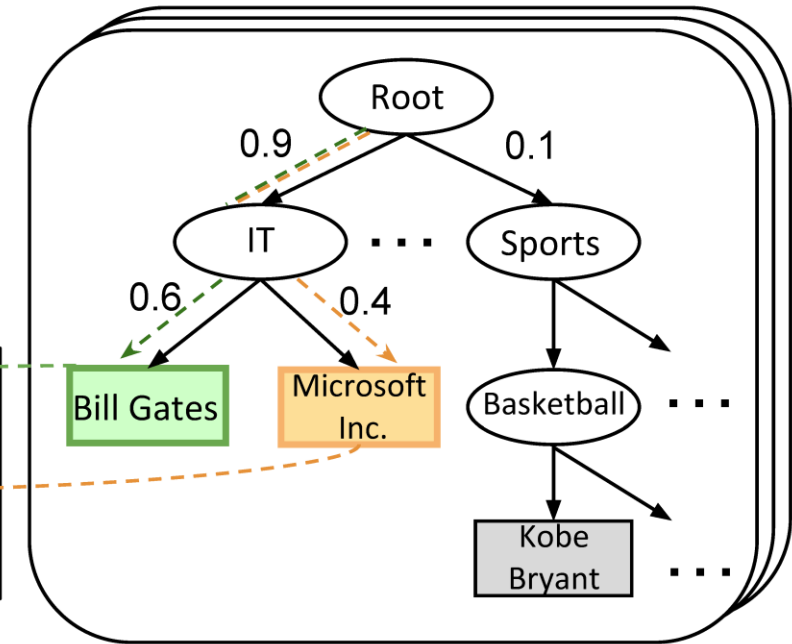 Root
0.9
0.1
IT
...
Sports
0.6
0.4
Bill Gates
Microsoft
Inc.
Basketball
...
Kobe
Bryant
...